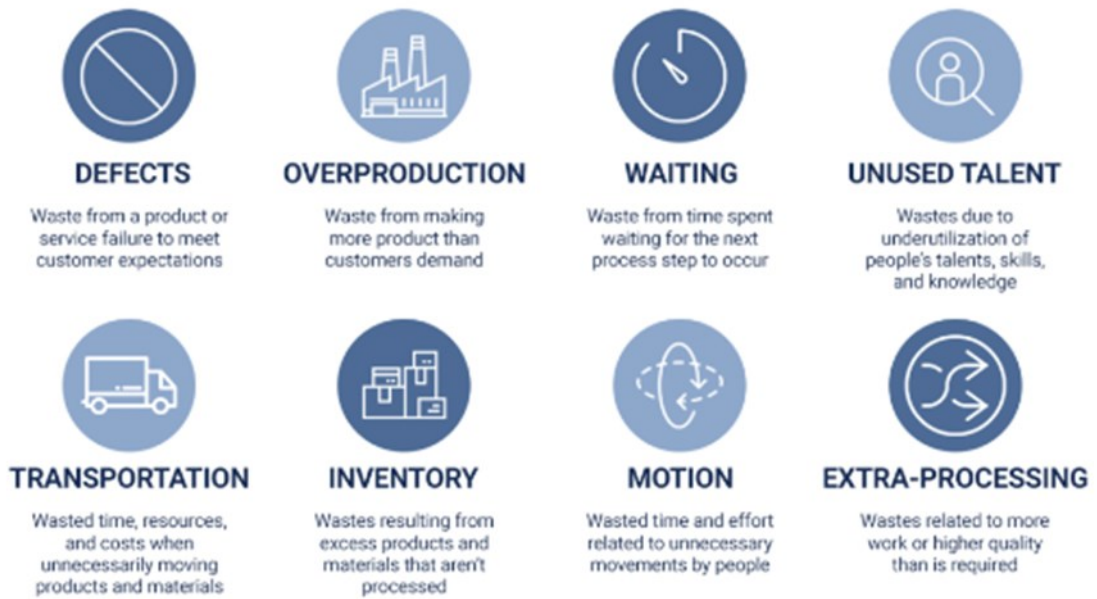 DEFECTS
Waste from a product or
service failure to meet
customer expectations
OVERPRODUCTION
Waste from making
more product than
customers demand
WAITING
Waste from time spent
waiting for the next
process step to occur
UNUSED TALENT
Wastes due to
underutilization of
people's talents, skills,
and knowledge
TRANSPORTATION
Wasted time, resources,
and costs when
unnecessarily moving
products and materials
INVENTORY
Wastes resulting from
excess products and
materials that aren't
processed
MOTION
Wasted time and effort
related to unnecessary
movements by people
EXTRA-PROCESSING
Wastes related to more
work or higher quality
than is required